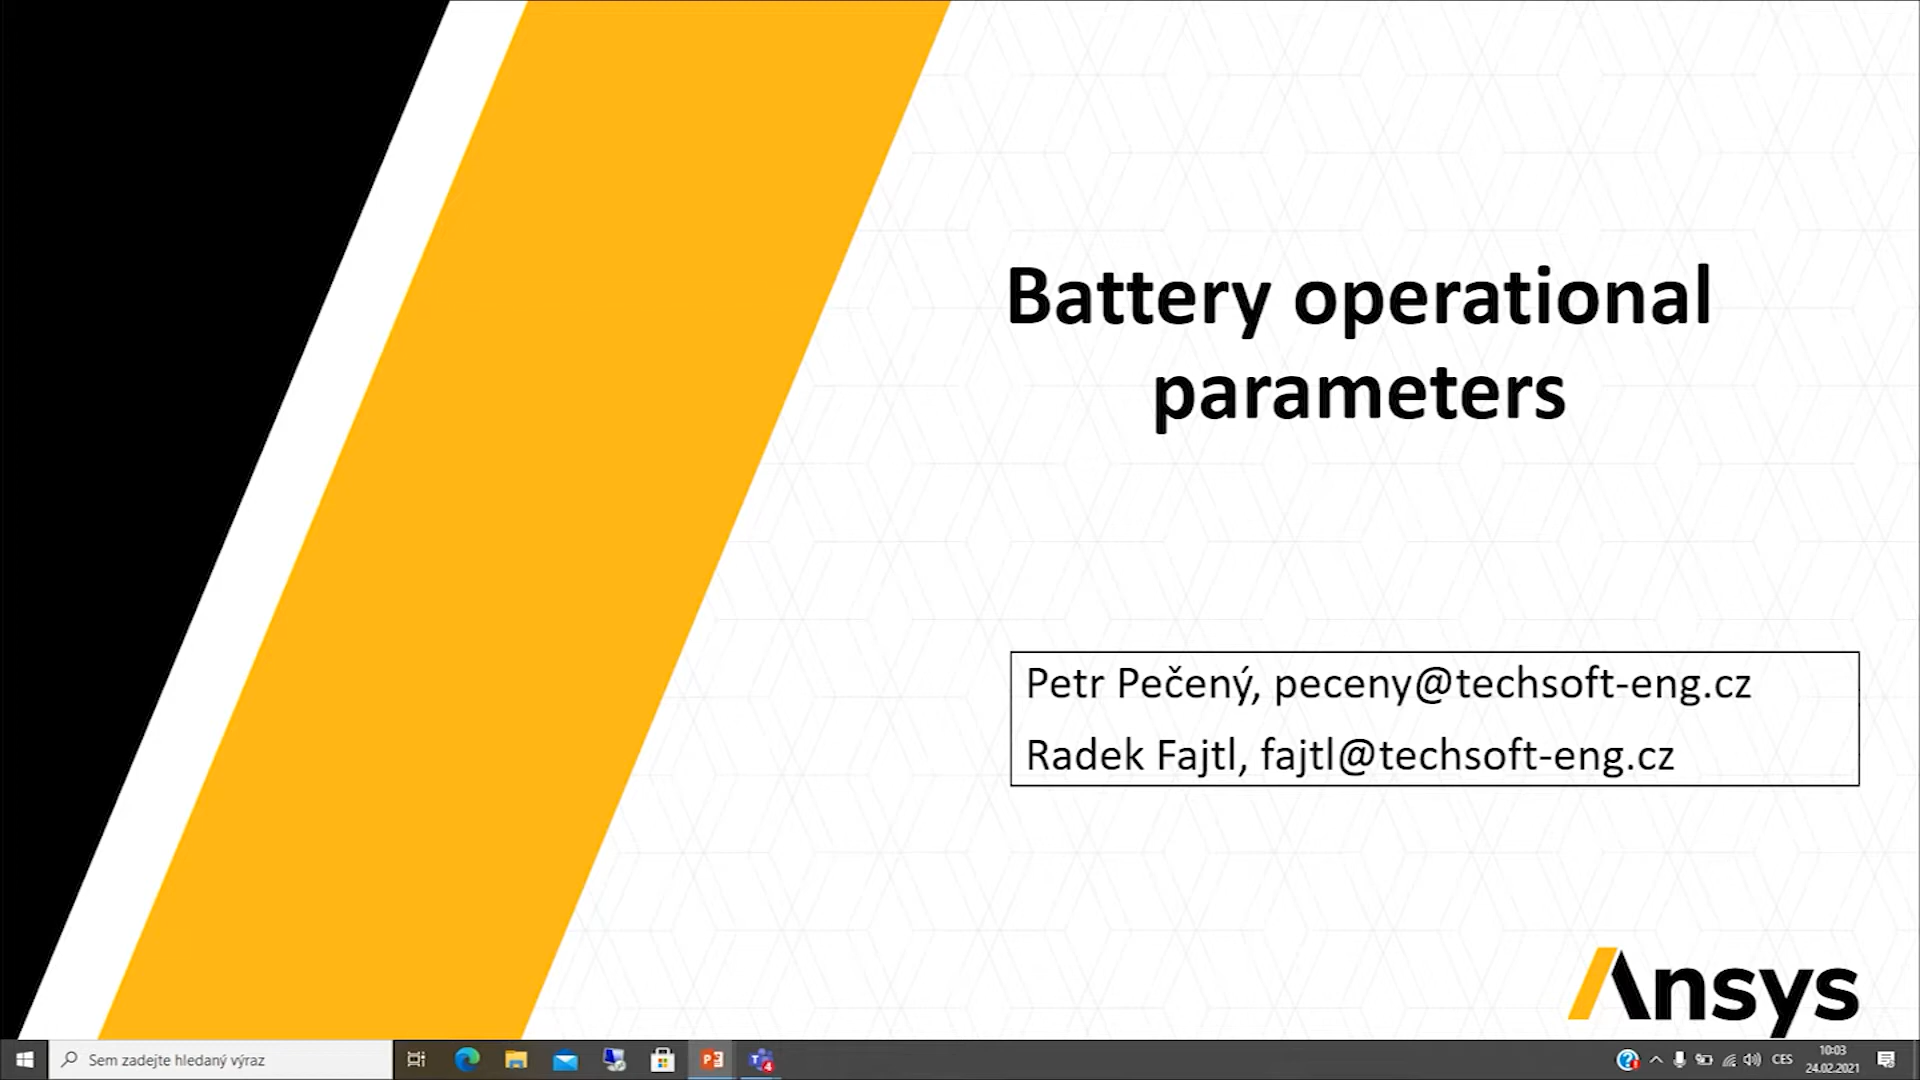 Battery operational
parameters
Petr Pečený, peceny@techsoft-eng.cz
Radek Fajtl, fajtl@techsoft-eng.cz
Ansys
Sem zadejte hledaný výraz
4
CES
10:03
24.02.2021